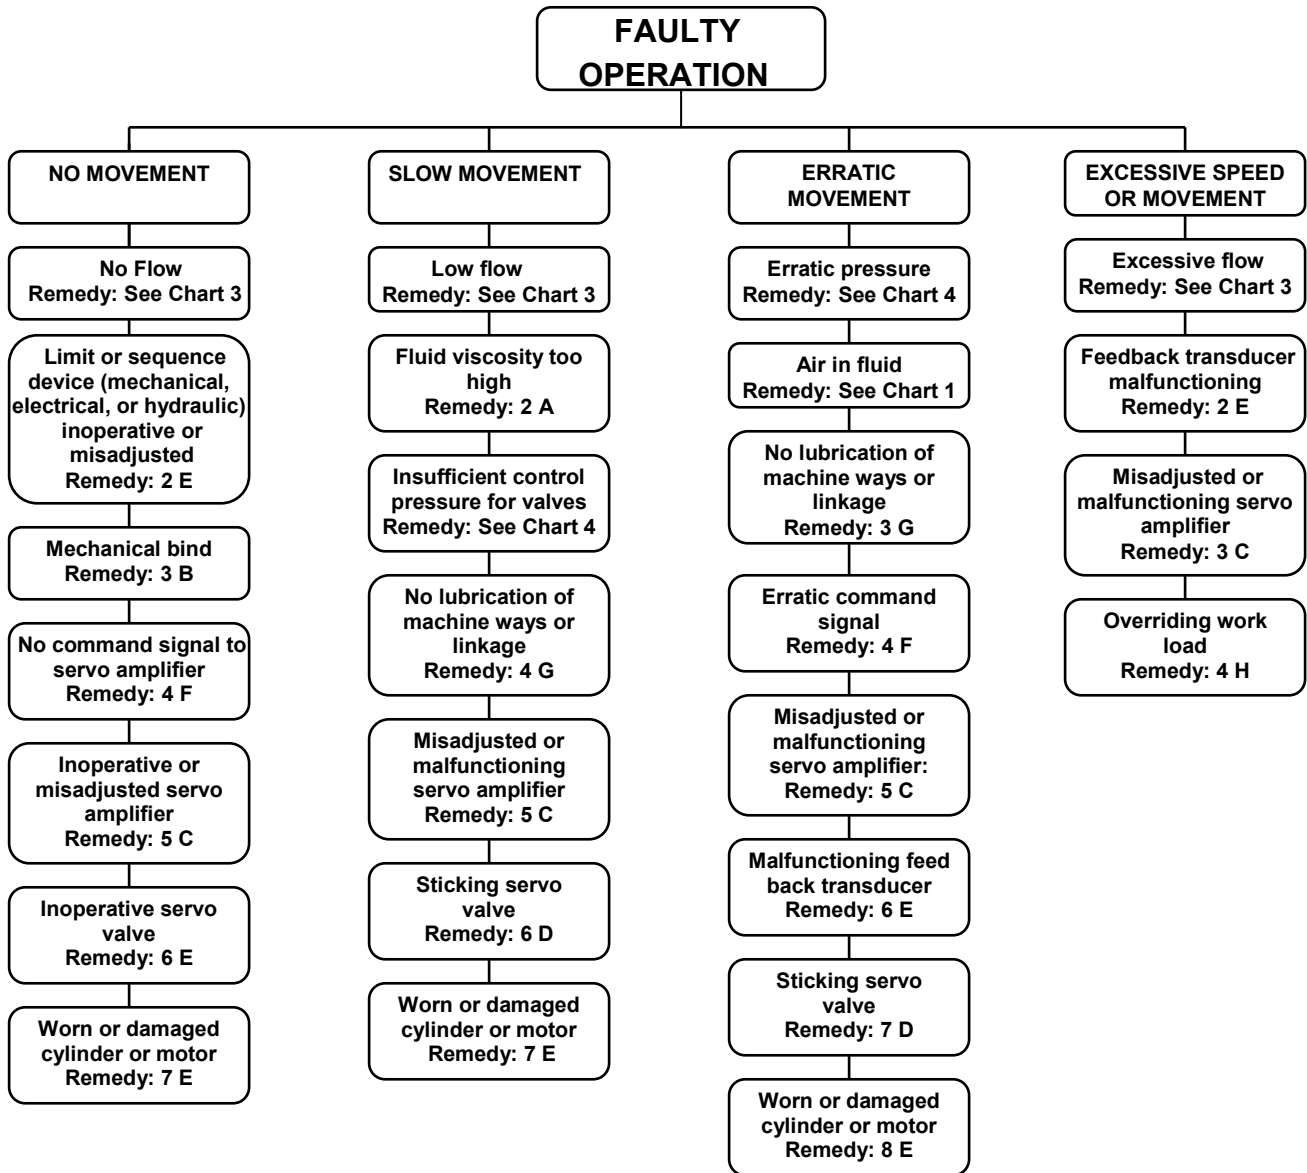 FAULTY
OPERATION
NO MOVEMENT
No Flow
Remedy: See Chart 3
Limit or sequence
device (mechanical,
electrical, or hydraulic)
inoperative or
misadjusted
Remedy: 2 E
Mechanical bind
Remedy: 3 B
No command signal to
servo amplifier
Remedy: 4 F
Inoperative or
misadjusted servo
amplifier
Remedy: 5 C
Inoperative servo
valve
Remedy: 6 E
Worn or damaged
cylinder or motor
Remedy: 7 E
SLOW MOVEMENT
Low flow
Remedy: See Chart 3
Fluid viscosity too
high
Remedy: 2 A
Insufficient control
pressure for valves
Remedy: See Chart 4
No lubrication of
machine ways or
linkage
Remedy: 4 G
Misadjusted or
malfunctioning
servo amplifier
Remedy: 5 C
Sticking servo
valve
Remedy: 6 D
Worn or damaged
cylinder or motor
Remedy: 7 E
ERRATIC
MOVEMENT
Erratic pressure
Remedy: See Chart 4
Air in fluid
Remedy: See Chart 1
No lubrication of
machine ways or
linkage
Remedy: 3 G
Erratic command
signal
Remedy: 4 F
Misadjusted or
malfunctioning
servo amplifier:
Remedy: 5 C
Malfunctioning feed
back transducer
Remedy: 6 E
Sticking servo
valve
Remedy: 7 D
Worn or damaged
cylinder or motor
Remedy: 8 E
EXCESSIVE SPEED
OR MOVEMENT
Excessive flow
Remedy: See Chart 3
Feedback transducer
malfunctioning
Remedy: 2 E
Misadjusted or
malfunctioning servo
amplifier
Remedy: 3 C
Overriding work
load
Remedy: 4 H